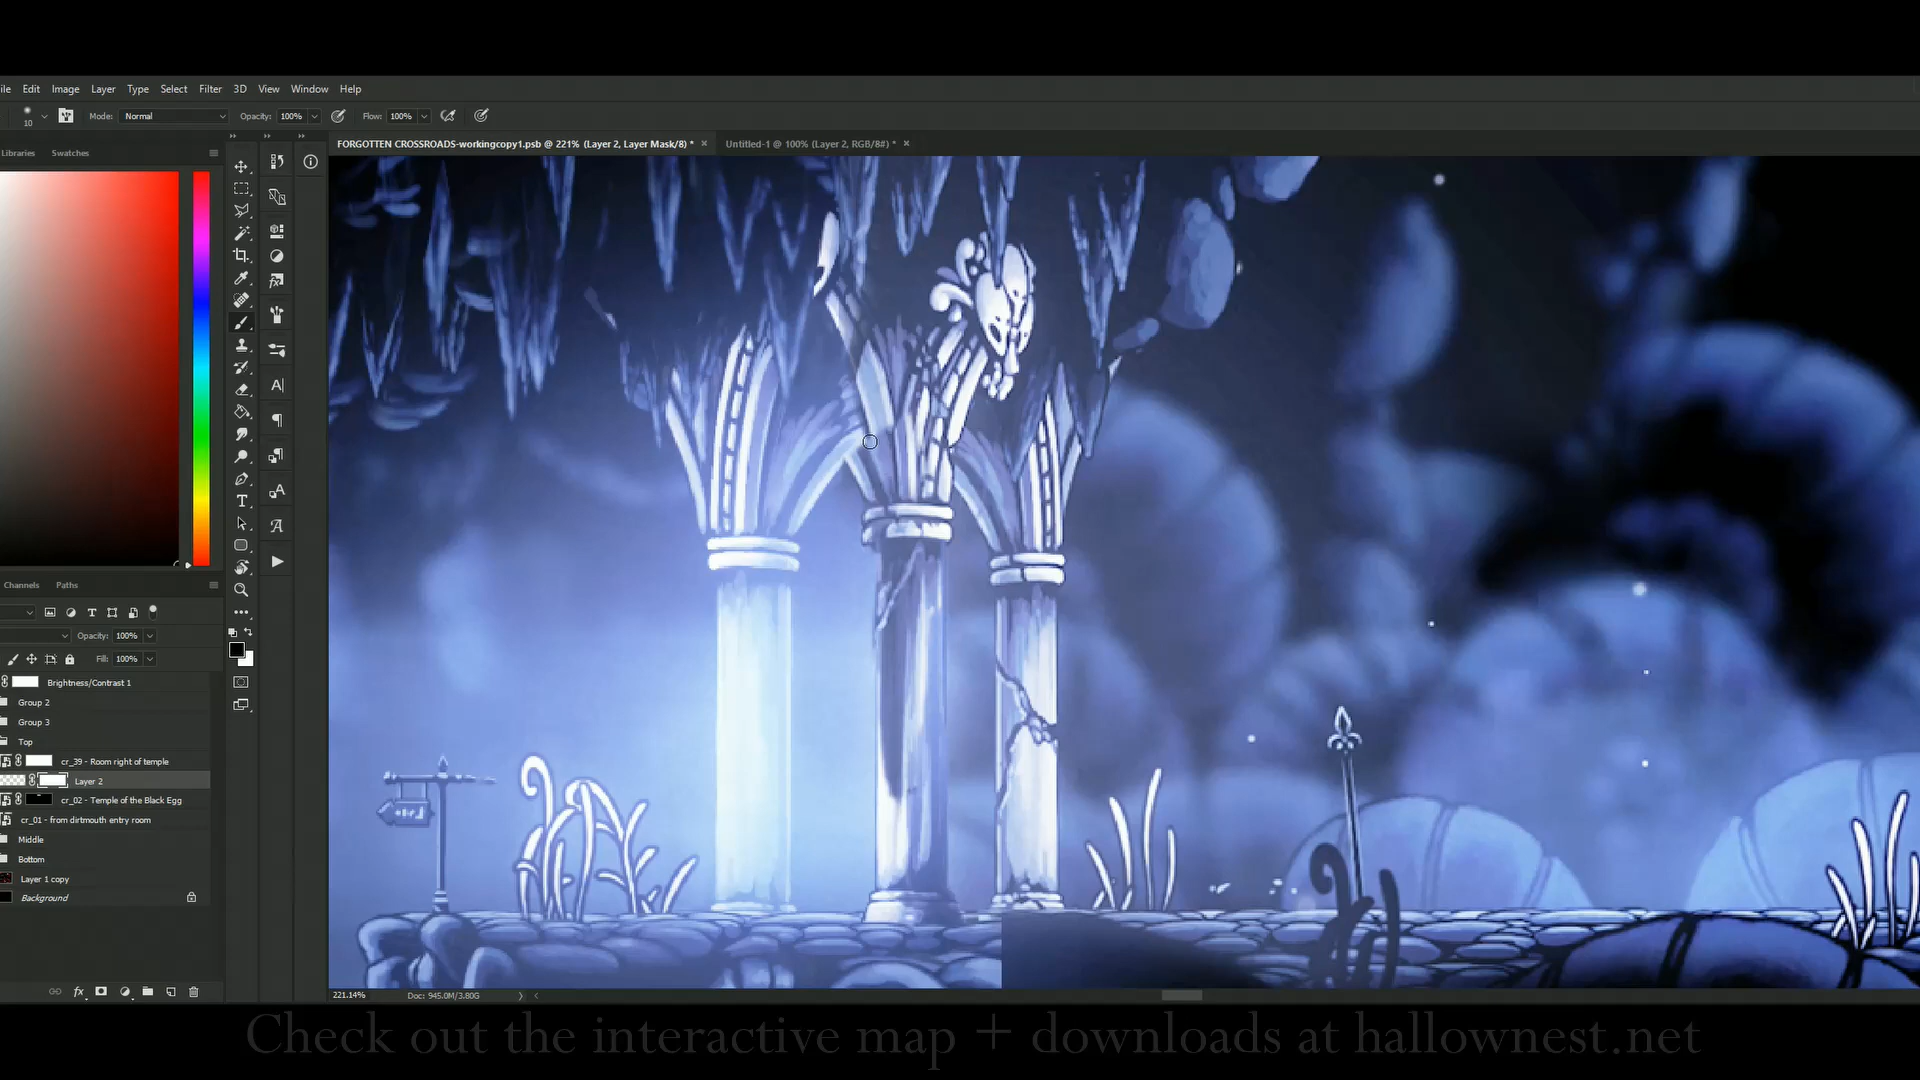 ile Edit Image Layer Type Select Filter 3D View Window Help
10 Mode: Normal Opacity: 100% Flow: 100%
FORGOTTEN CROSSROADS-workingcopy1.psb @ 221% (Layer 2, Layer Mask/8) * Untitled-1 @ 100% (Layer 2, RGB/8#) *
Libraries Swatches
Channels Paths
Opacity: 100%
Fill: 100%
Brightness/Contrast 1
Group 2
Group 3
Top
cr_39 - Room right of temple
Layer 2
cr_02 - Temple of the Black Egg
cr_01 - from dirtmouth entry room
Middle
Bottom
Layer 1 copy
Background
221.14% Doc: 945.0M/3.80G
Check out the interactive map + downloads at hallownest.net